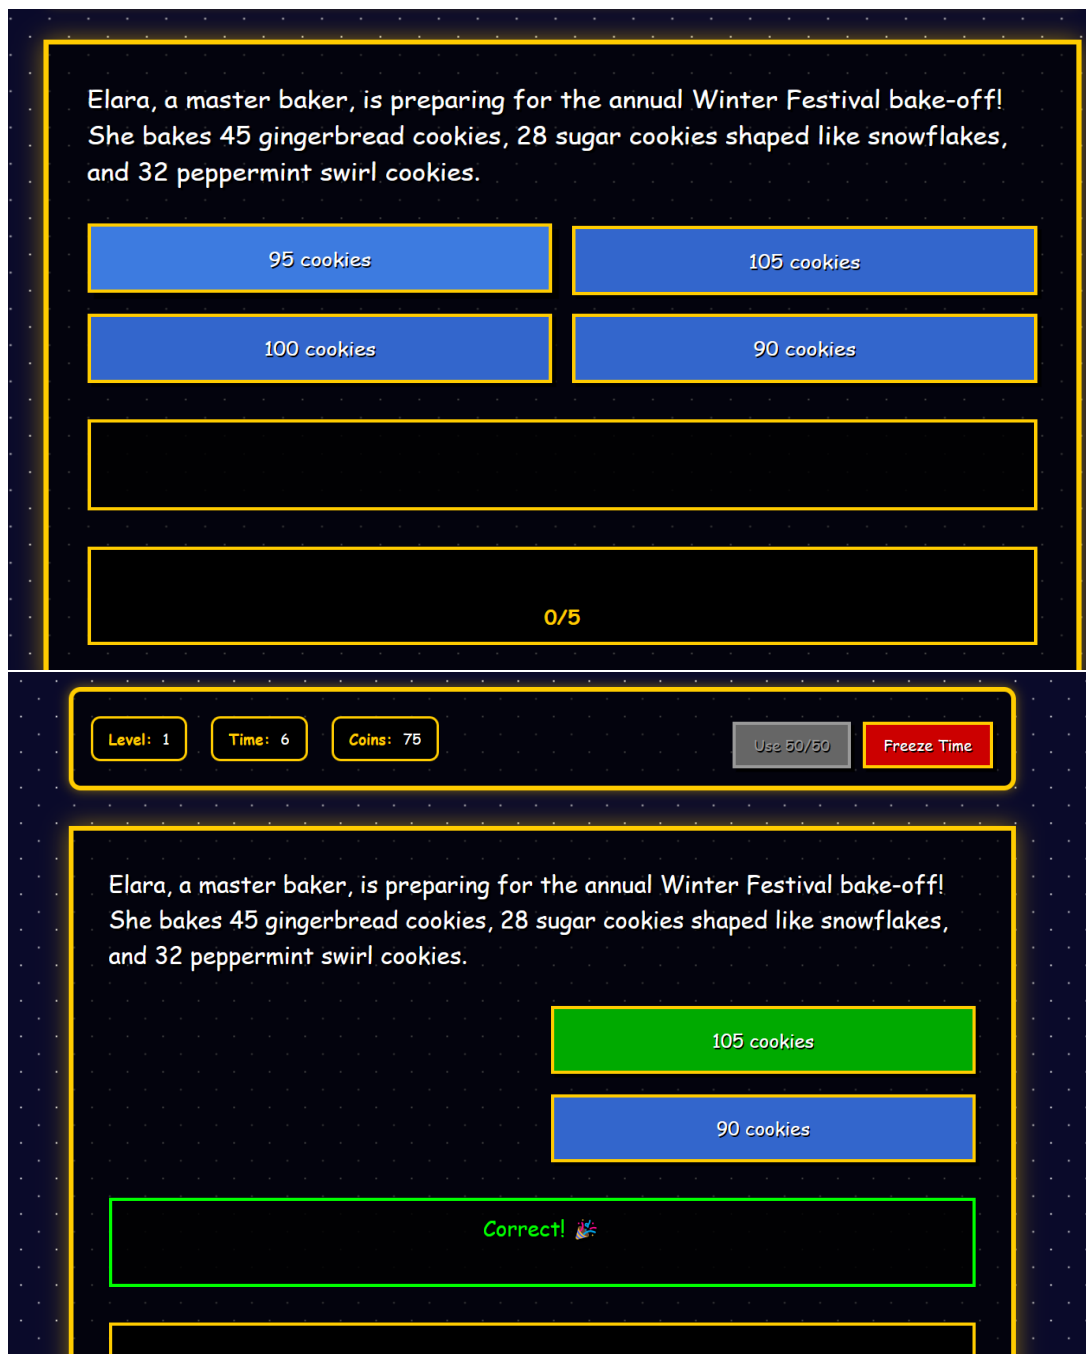 Elara, a master baker, is preparing for the annual Winter Festival bake-off!
She bakes 45 gingerbread cookies, 28 sugar cookies shaped like snowflakes,
and 32 peppermint swirl cookies.
95 cookies
105 cookies
100 cookies
90 cookies
0/5
Level: 1
Time: 6
Coins: 75
Use 50/50
Freeze Time
Elara, a master baker, is preparing for the annual Winter Festival bake-off!
She bakes 45 gingerbread cookies, 28 sugar cookies shaped like snowflakes,
and 32 peppermint swirl cookies.
105 cookies
90 cookies
Correct! 🎉